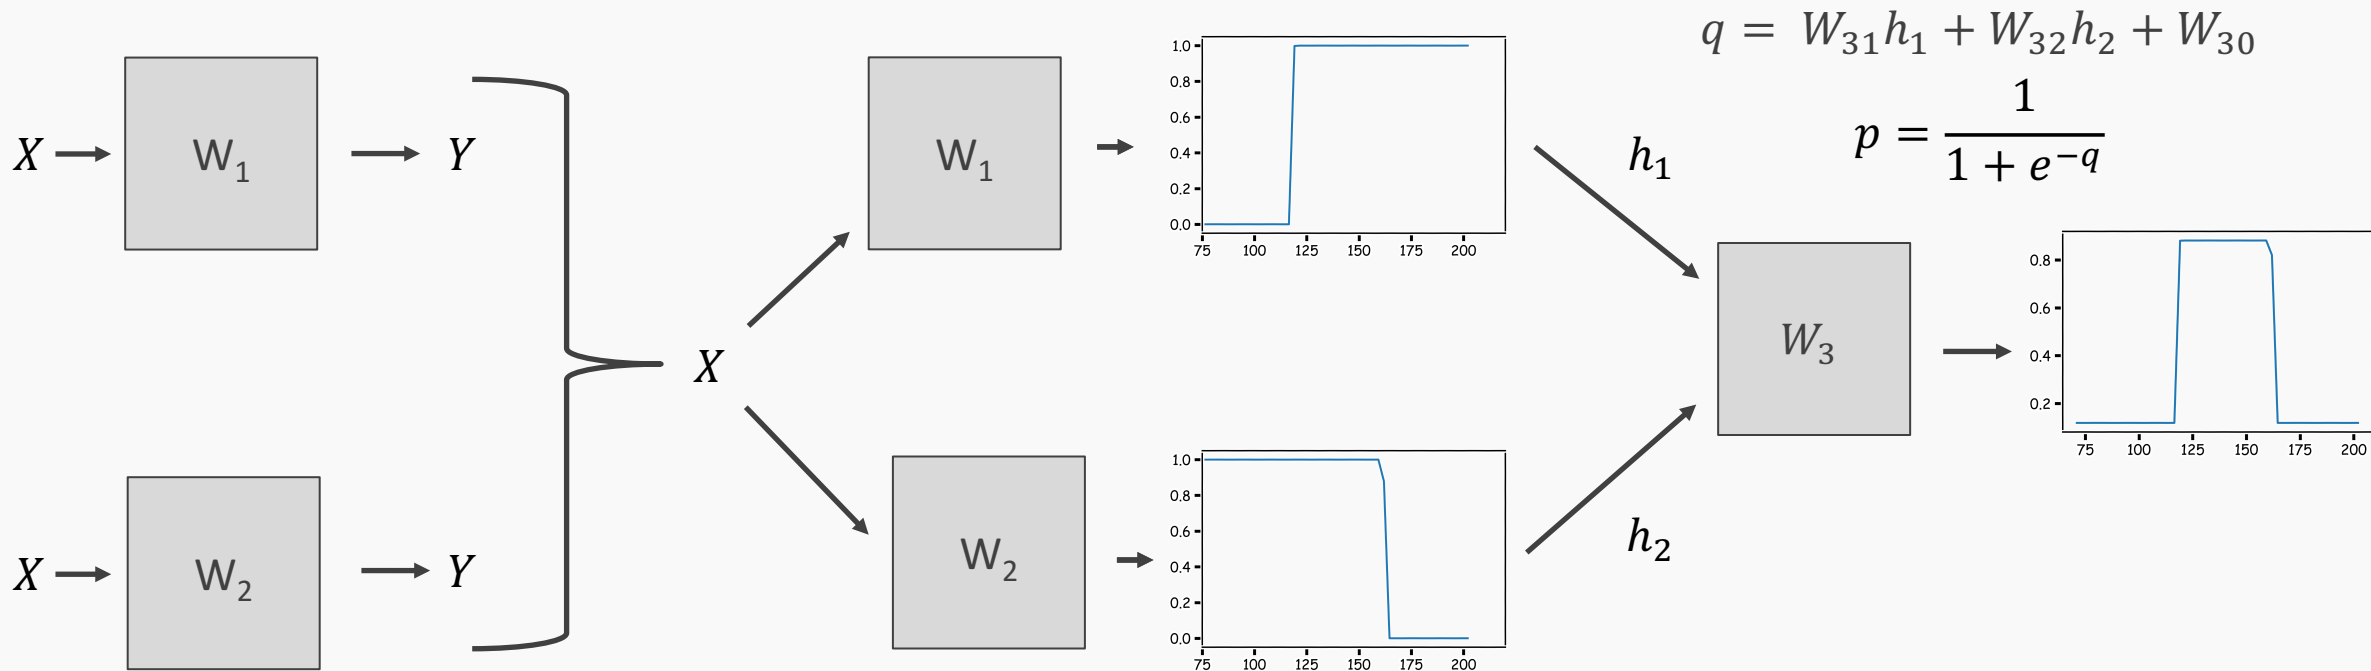 q = W₃₁h₁ + W₃₂h₂ + W₃₀
p = 1 / (1 + e⁻q)
X
W₁
Y
X
W₂
Y
X
W₁
1.0
0.8
0.6
0.4
0.2
0.0
75 100 125 150 175 200
h₁
W₂
1.0
0.8
0.6
0.4
0.2
0.0
75 100 125 150 175 200
h₂
W₃
0.8
0.6
0.4
0.2
75 100 125 150 175 200